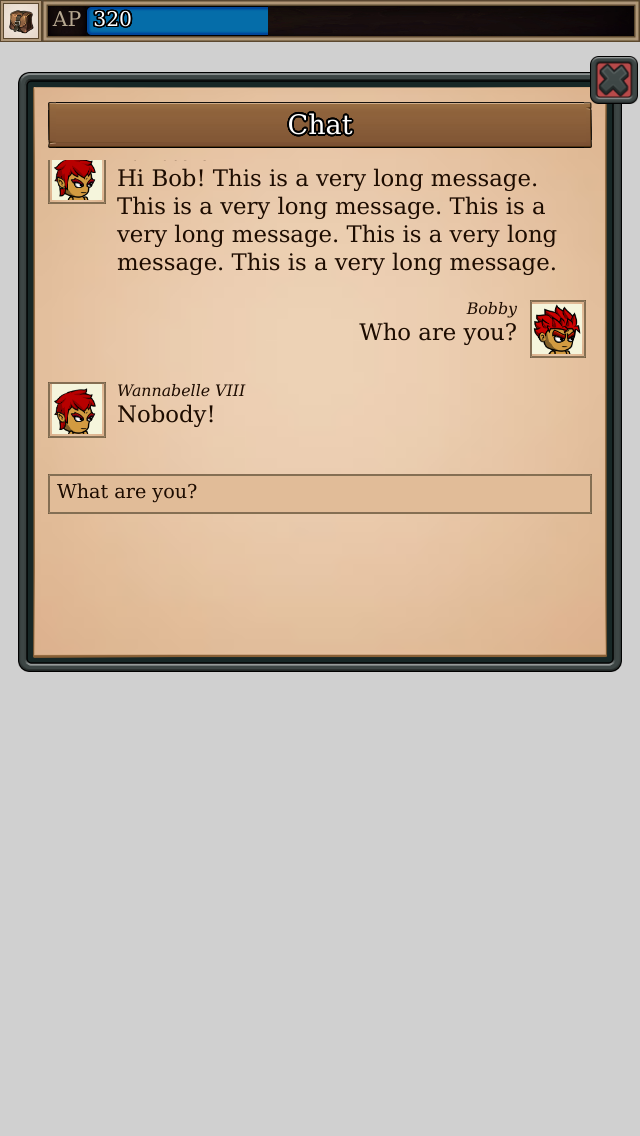 AP 320
Chat
Hi Bob! This is a very long message.
This is a very long message. This is a
very long message. This is a very long
message. This is a very long message.
Bobby
Who are you?
Wannabelle VIII
Nobody!
What are you?